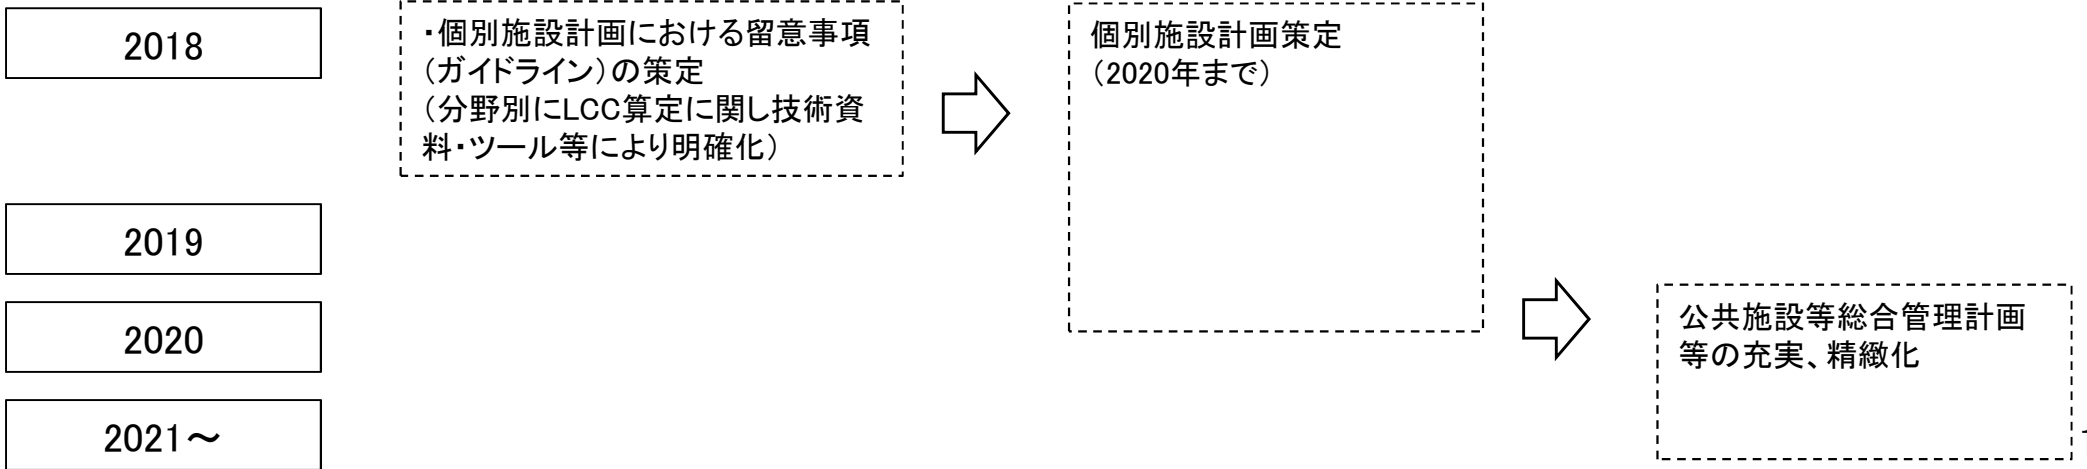 2018
・個別施設計画における留意事項
（ガイドライン）の策定
（分野別にLCC算定に関し技術資
料・ツール等により明確化）
個別施設計画策定
（2020年まで）
2019
2020
公共施設等総合管理計画
等の充実、精緻化
2021～